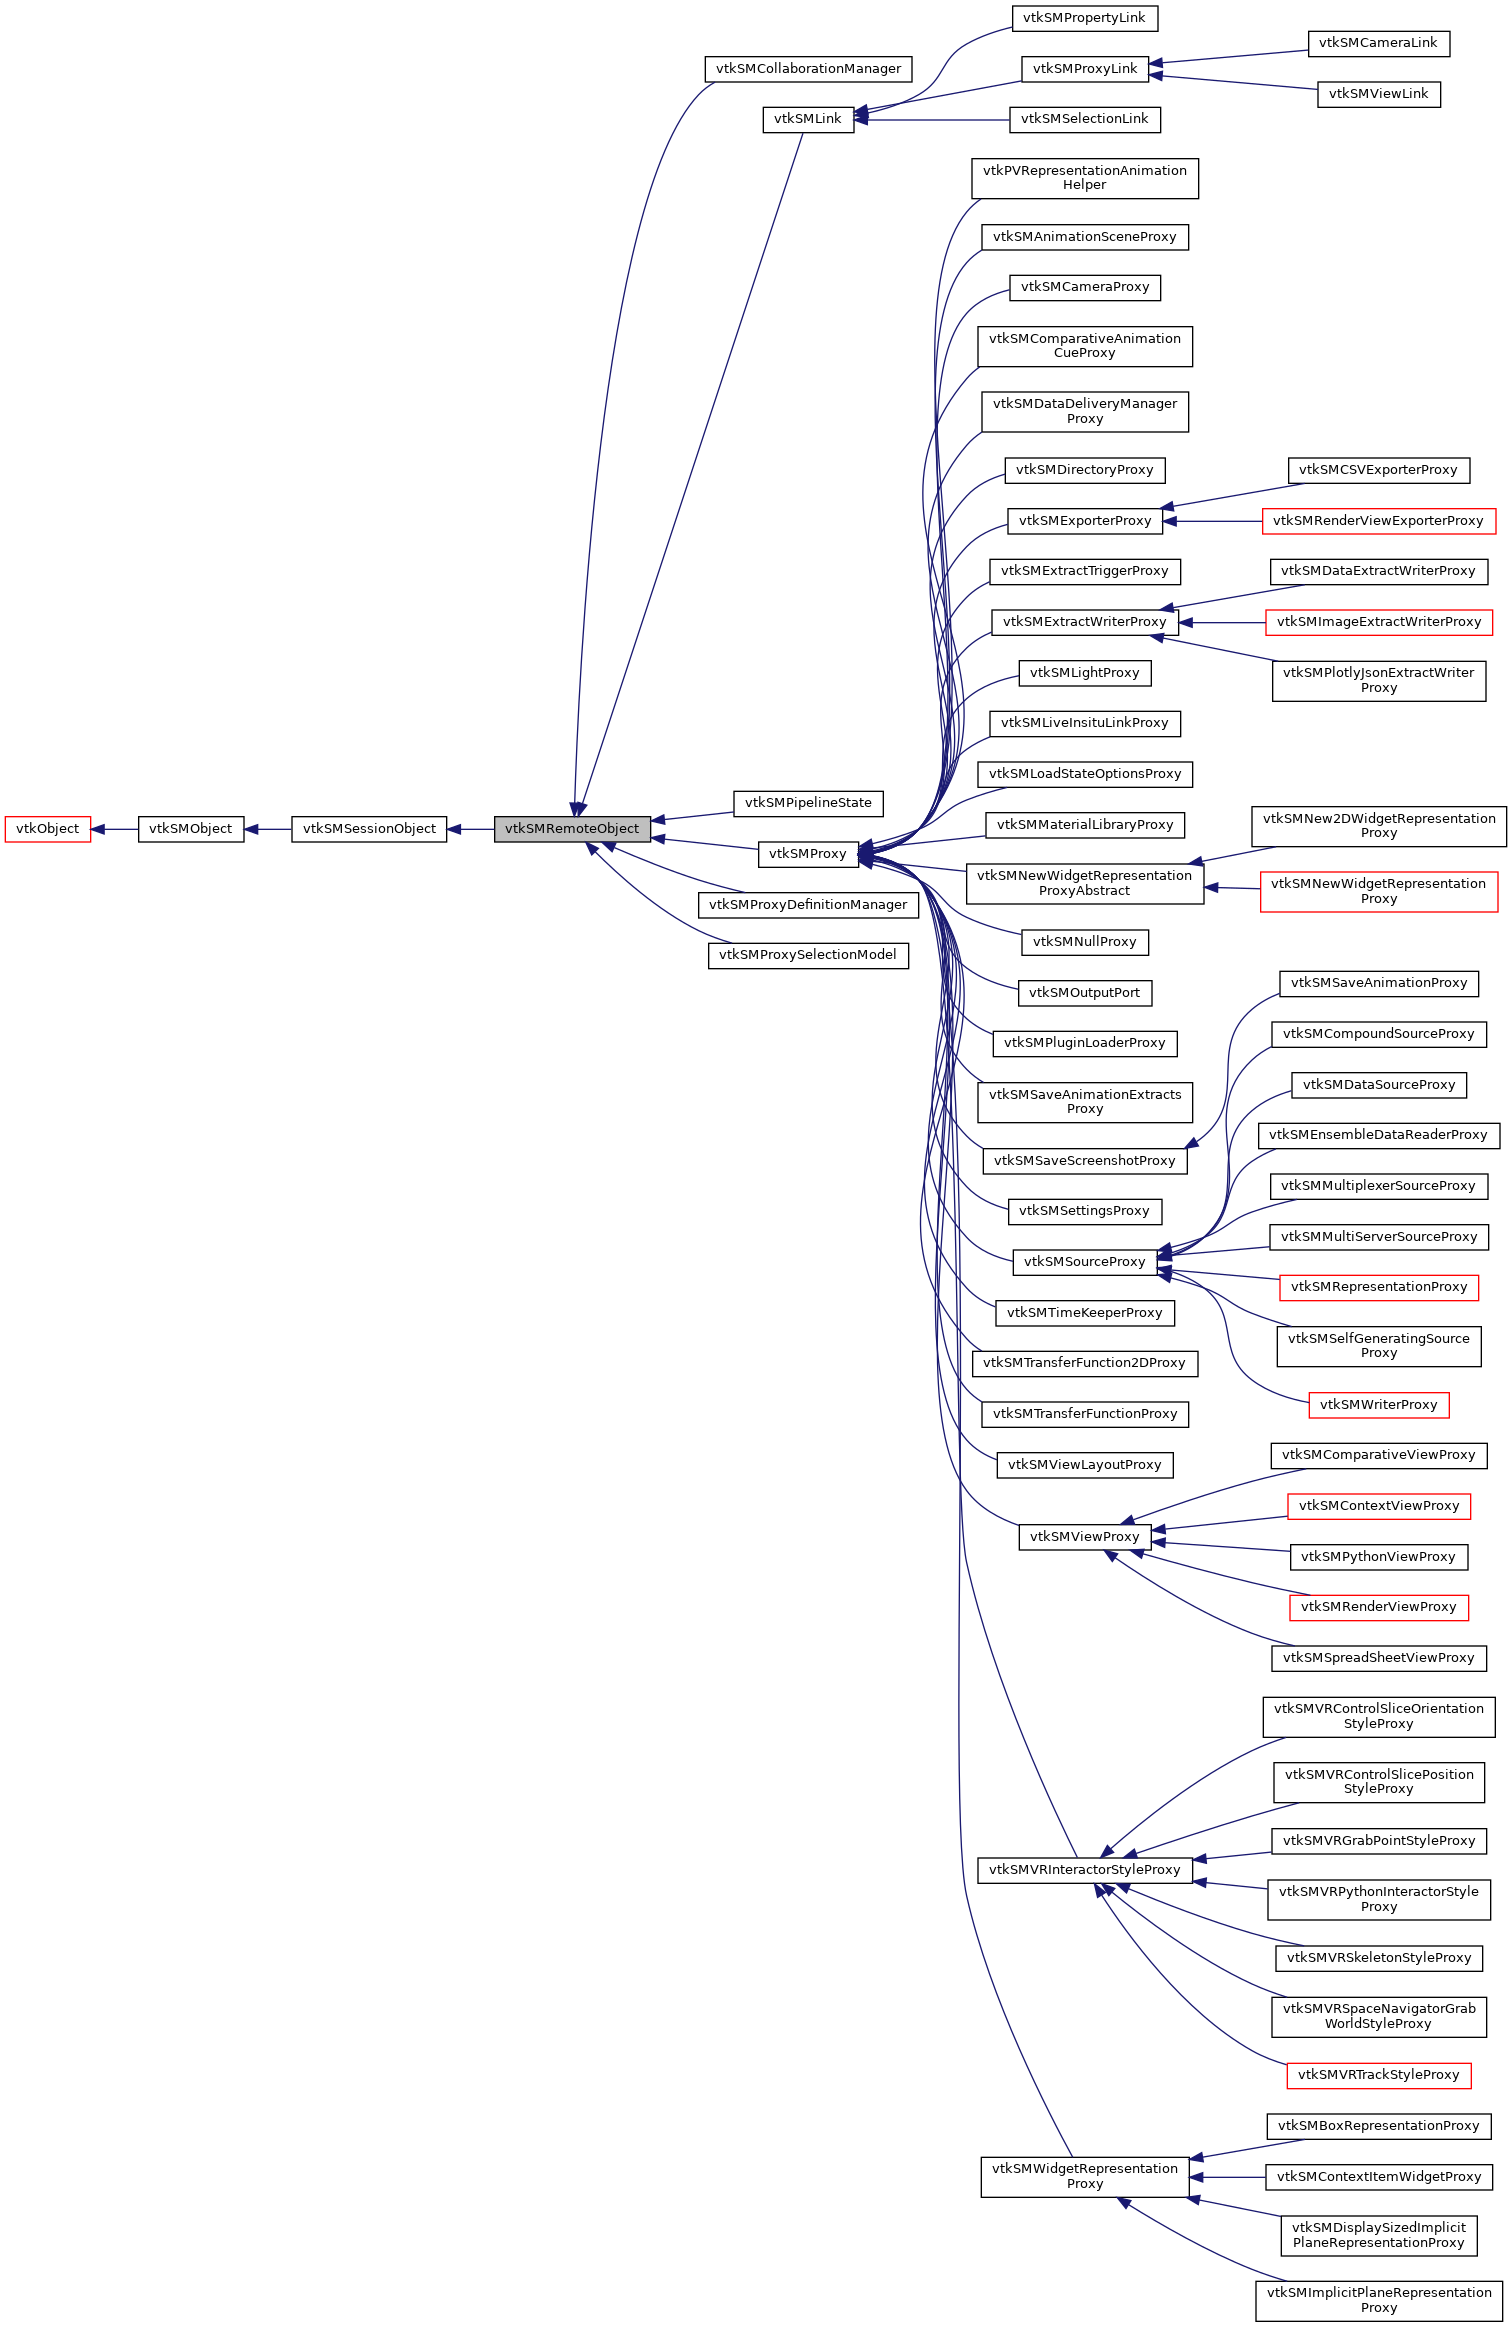 vtkObject
vtkSMObject
vtkSMSessionObject
vtkSMRemoteObject
vtkSMCollaborationManager
vtkSMLink
vtkSMPipelineState
vtkSMProxy
vtkSMProxyDefinitionManager
vtkSMProxySelectionModel
vtkSMPropertyLink
vtkSMProxyLink
vtkSMSelectionLink
vtkSMCameraLink
vtkSMViewLink
vtkPVRepresentationAnimation
Helper
vtkSMAnimationSceneProxy
vtkSMCameraProxy
vtkSMComparativeAnimation
CueProxy
vtkSMDataDeliveryManager
Proxy
vtkSMDirectoryProxy
vtkSMExporterProxy
vtkSMCSVExporterProxy
vtkSMRenderViewExporterProxy
vtkSMExtractTriggerProxy
vtkSMExtractWriterProxy
vtkSMDataExtractWriterProxy
vtkSMImageExtractWriterProxy
vtkSMPlotlyJsonExtractWriter
Proxy
vtkSMLightProxy
vtkSMLiveInsituLinkProxy
vtkSMLoadStateOptionsProxy
vtkSMMaterialLibraryProxy
vtkSMNewWidgetRepresentation
ProxyAbstract
vtkSMNew2DWidgetRepresentation
Proxy
vtkSMNewWidgetRepresentation
Proxy
vtkSMNullProxy
vtkSMOutputPort
vtkSMPluginLoaderProxy
vtkSMSaveAnimationExtracts
Proxy
vtkSMSaveScreenshotProxy
vtkSMSaveAnimationProxy
vtkSMSettingsProxy
vtkSMSourceProxy
vtkSMCompoundSourceProxy
vtkSMDataSourceProxy
vtkSMEnsembleDataReaderProxy
vtkSMMultiplexerSourceProxy
vtkSMMultiServerSourceProxy
vtkSMRepresentationProxy
vtkSMSelfGeneratingSource
Proxy
vtkSMWriterProxy
vtkSMTimeKeeperProxy
vtkSMTransferFunction2DProxy
vtkSMTransferFunctionProxy
vtkSMViewLayoutProxy
vtkSMViewProxy
vtkSMComparativeViewProxy
vtkSMContextViewProxy
vtkSMPythonViewProxy
vtkSMRenderViewProxy
vtkSMSpreadSheetViewProxy
vtkSMVRInteractorStyleProxy
vtkSMVRControlSliceOrientation
StyleProxy
vtkSMVRControlSlicePosition
StyleProxy
vtkSMVRGrabPointStyleProxy
vtkSMVRPythonInteractorStyle
Proxy
vtkSMVRSkeletonStyleProxy
vtkSMVRSpaceNavigatorGrab
WorldStyleProxy
vtkSMVRTrackStyleProxy
vtkSMWidgetRepresentation
Proxy
vtkSMBoxRepresentationProxy
vtkSMContextItemWidgetProxy
vtkSMDisplaySizedImplicit
PlaneRepresentationProxy
vtkSMImplicitPlaneRepresentation
Proxy